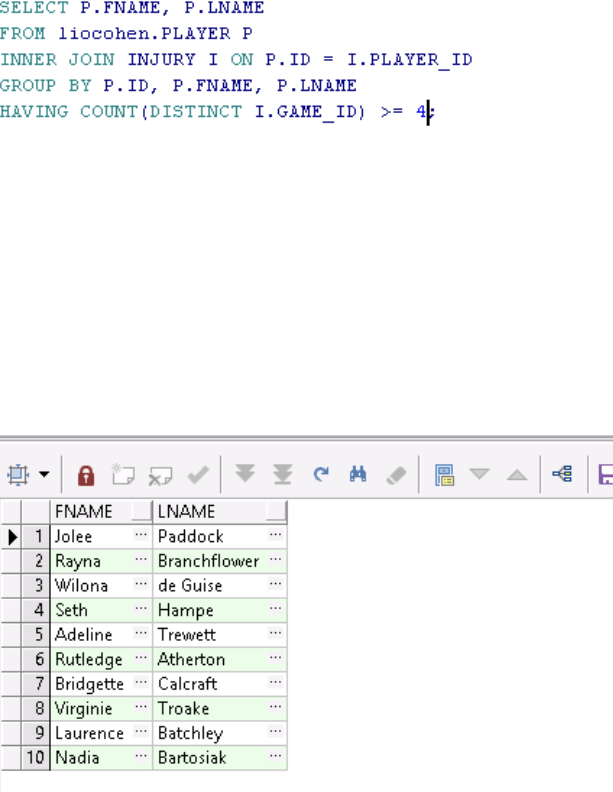 SELECT P.FNAME, P.LNAME
FROM liocohen.PLAYER P
INNER JOIN INJURY I ON P.ID = I.PLAYER_ID
GROUP BY P.ID, P.FNAME, P.LNAME
HAVING COUNT(DISTINCT I.GAME_ID) >= 4;
FNAME LNAME
1 Jolee ... Paddock ...
2 Rayna ... Branchflower ...
3 Wilona ... de Guise ...
4 Seth ... Hampe ...
5 Adeline ... Trewett ...
6 Rutledge ... Atherton ...
7 Bridgette ... Calcraft ...
8 Virginie ... Troake ...
9 Laurence ... Batchley ...
10 Nadia ... Bartosiak ...